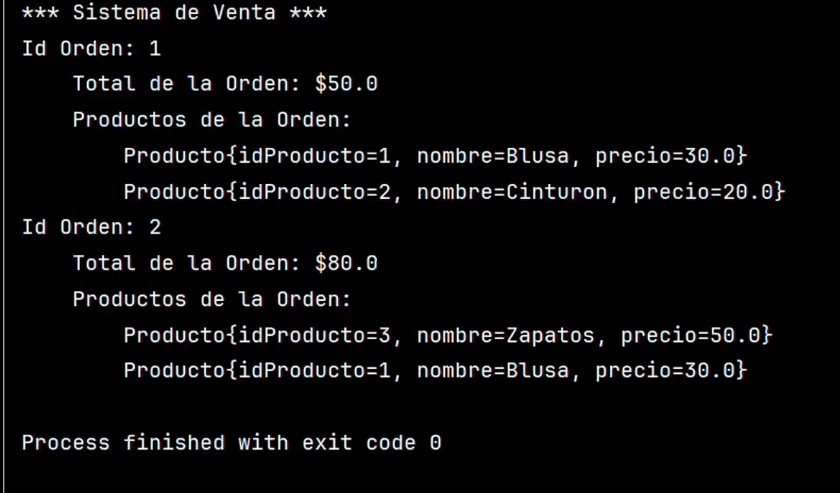 *** Sistema de Venta ***
Id Orden: 1
Total de la Orden: $50.0
Productos de la Orden:
Producto{idProducto=1, nombre=Blusa, precio=30.0}
Producto{idProducto=2, nombre=Cinturon, precio=20.0}
Id Orden: 2
Total de la Orden: $80.0
Productos de la Orden:
Producto{idProducto=3, nombre=Zapatos, precio=50.0}
Producto{idProducto=1, nombre=Blusa, precio=30.0}
Process finished with exit code 0